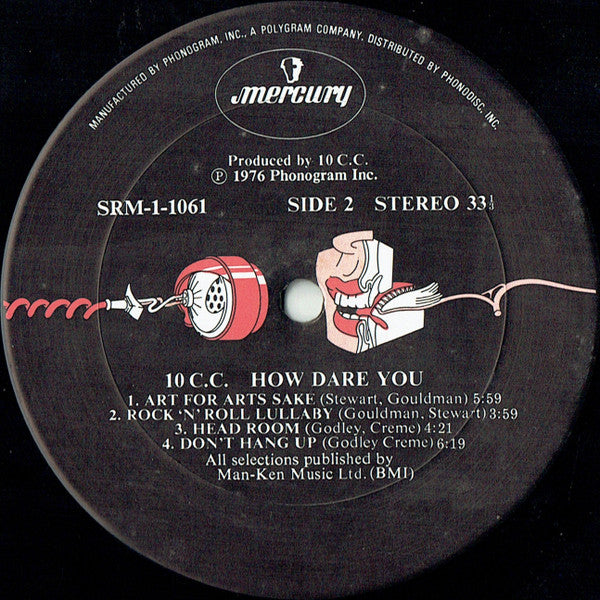 MANUFACTURED BY PHONOGRAM, INC., A POLYGRAM COMPANY. DISTRIBUTED BY PHONODISC, INC.
mercury
Produced by 10 C.C.
℗ 1976 Phonogram Inc.
SRM-1-1061 SIDE 2 STEREO 33⅓
10 C.C. HOW DARE YOU
1. ART FOR ARTS SAKE (Stewart, Gouldman) 5:59
2. ROCK 'N' ROLL LULLABY (Gouldman, Stewart) 3:59
3. HEAD ROOM (Godley, Creme) 4:21
4. DON'T HANG UP (Godley Creme) 6:19
All selections published by
Man-Ken Music Ltd. (BMI)